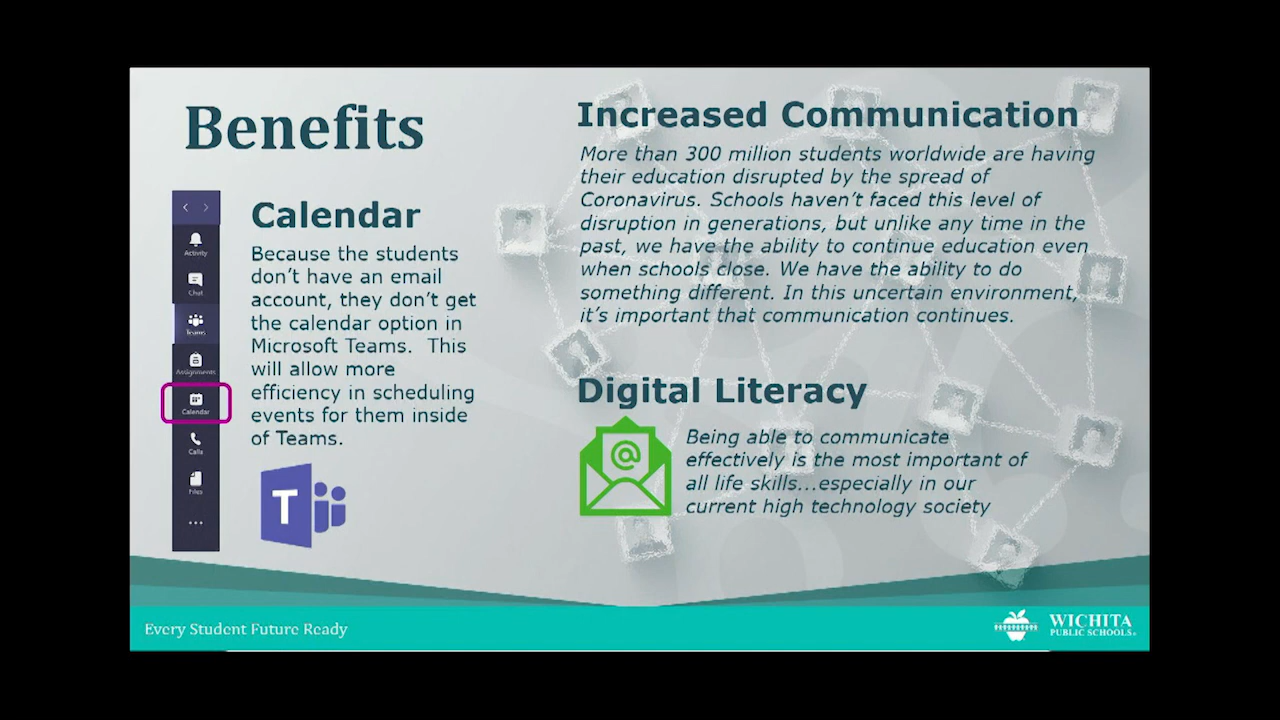 Benefits
Calendar
Because the students
don't have an email
account, they don't get
the calendar option in
Microsoft Teams.  This
will allow more
efficiency in scheduling
events for them inside
of Teams.
Activity
Chat
Teams
Assignments
Calendar
Calls
Files
T
Increased Communication
More than 300 million students worldwide are having
their education disrupted by the spread of
Coronavirus. Schools haven't faced this level of
disruption in generations, but unlike any time in the
past, we have the ability to continue education even
when schools close. We have the ability to do
something different. In this uncertain environment,
it's important that communication continues.
Digital Literacy
@
Being able to communicate
effectively is the most important of
all life skills...especially in our
current high technology society
Every Student Future Ready
WICHITA
PUBLIC SCHOOLS